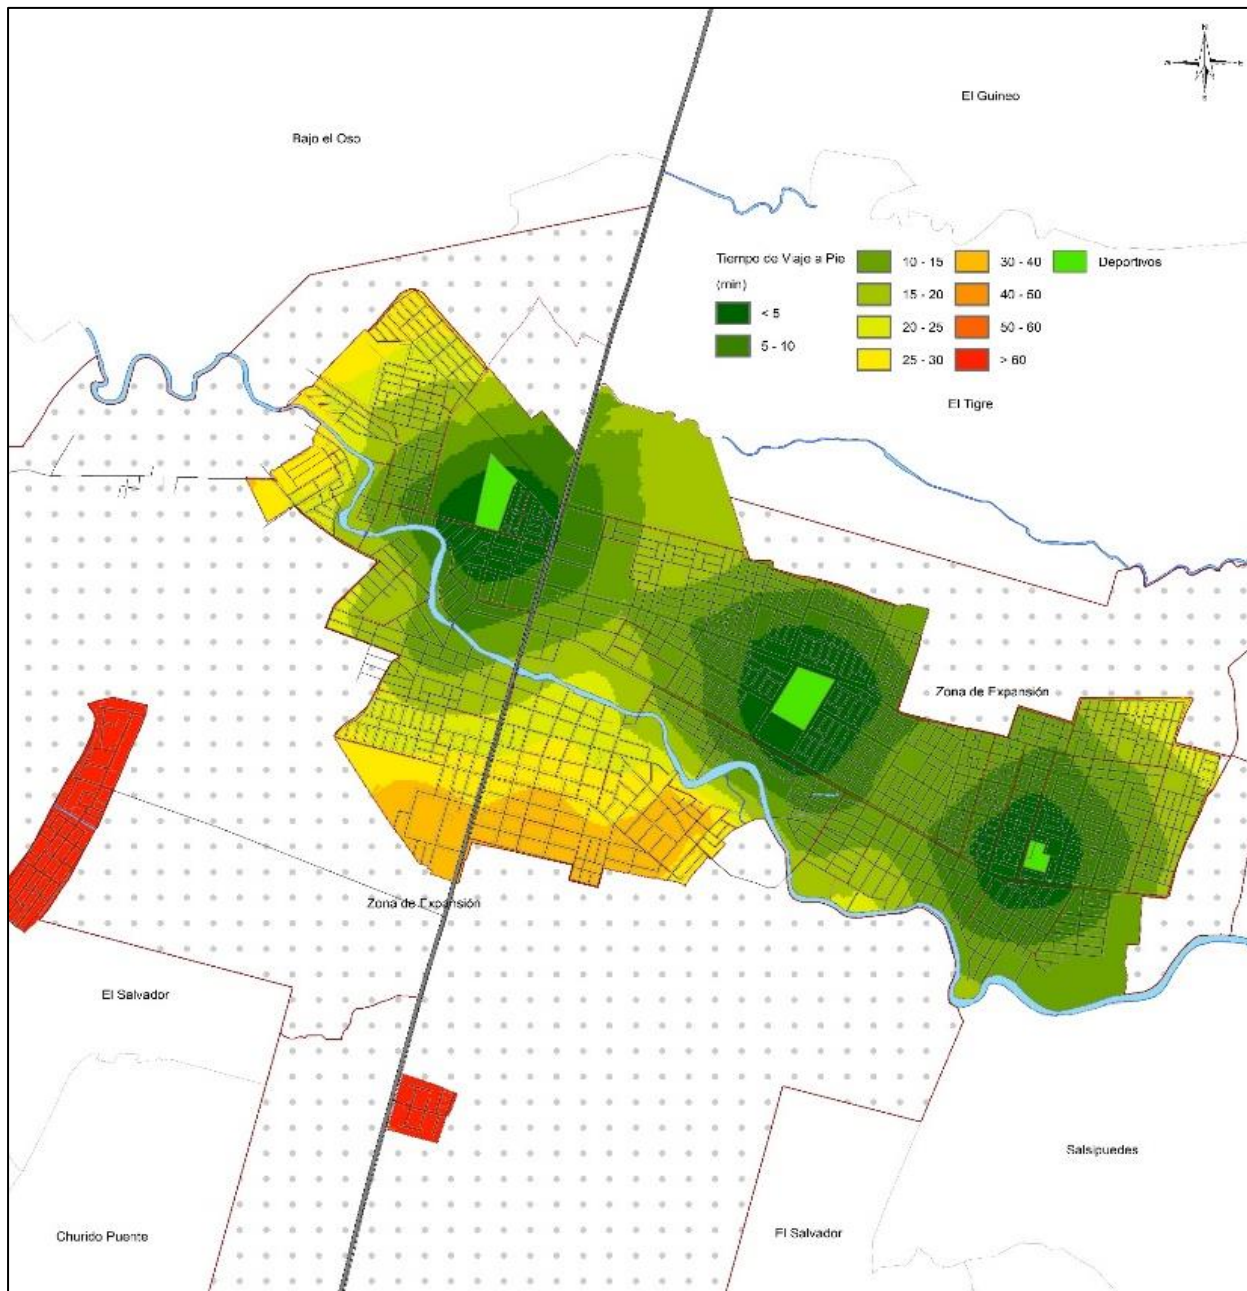 N
E
S
El Guineo
Bajo el Oso
Tiempo de Viaje a Pie
(min)
< 5
5 - 10
10 - 15
15 - 20
20 - 25
25 - 30
30 - 40
40 - 50
50 - 60
> 60
Deportivos
El Tigre
Zona de Expansión
Zona de Expansión
El Salvador
Salsipuedes
Churido Puente
El Salvador